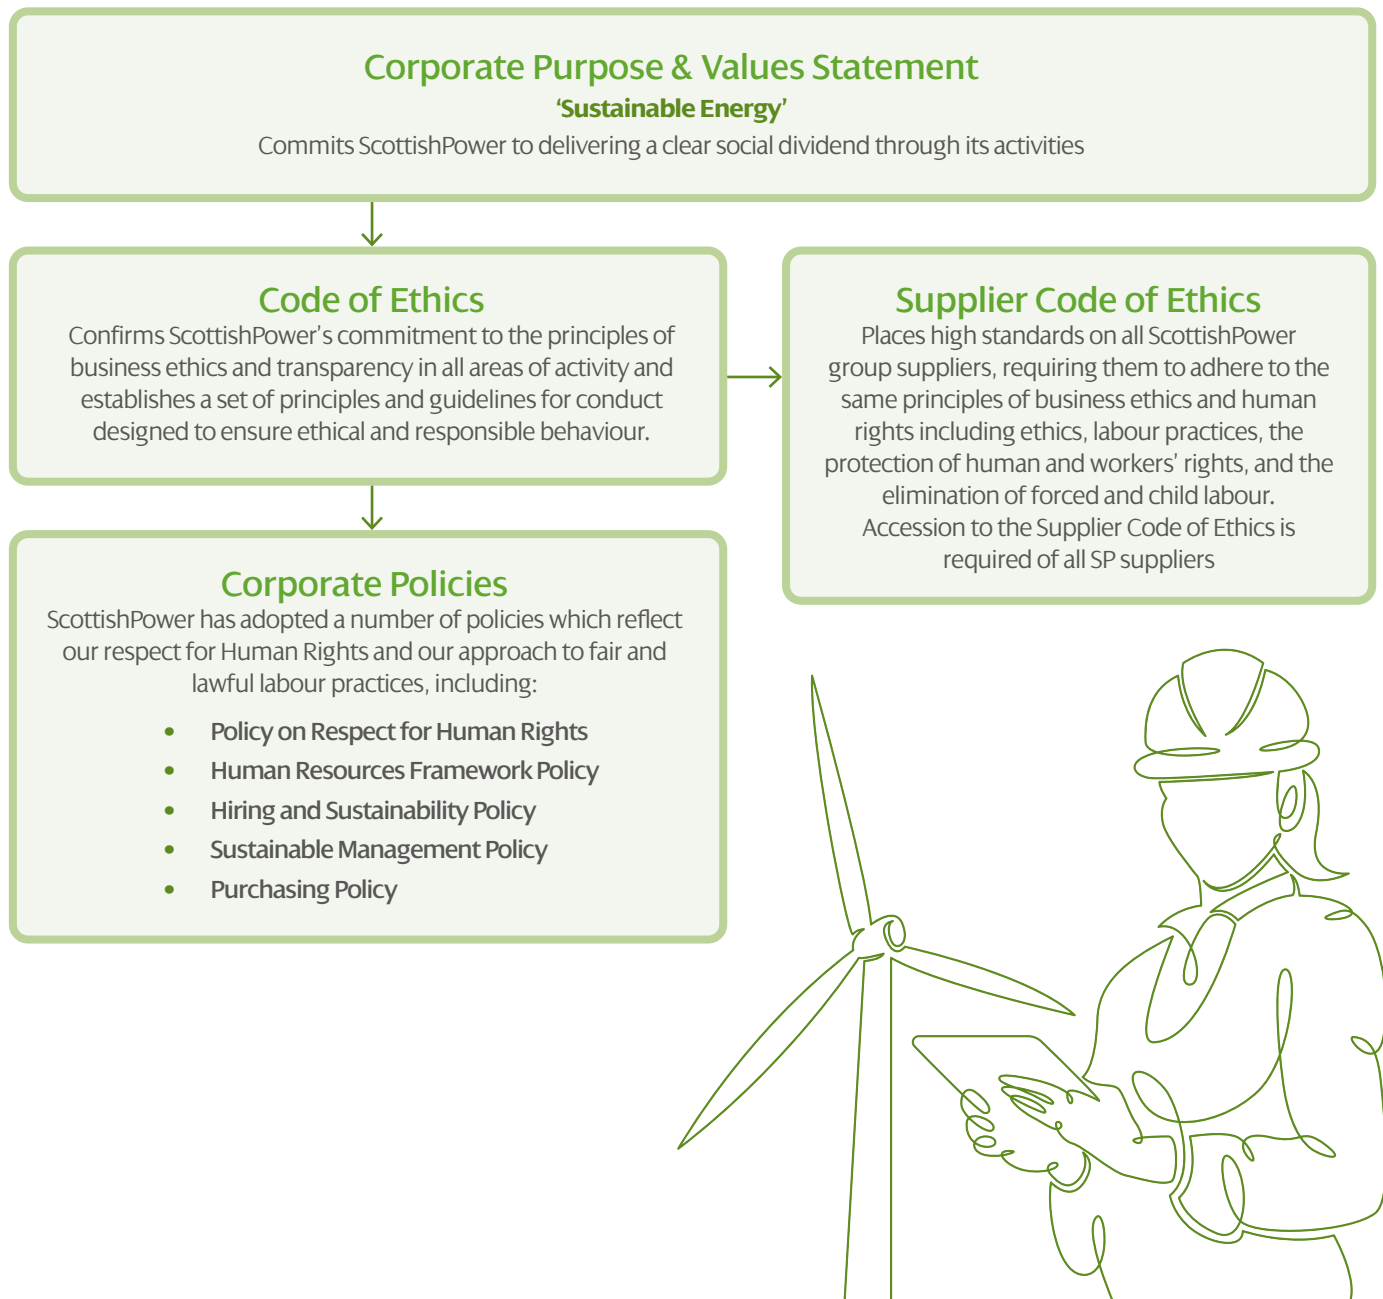 Corporate Purpose & Values Statement
‘Sustainable Energy’
Commits ScottishPower to delivering a clear social dividend through its activities
Code of Ethics
Confirms ScottishPower’s commitment to the principles of
business ethics and transparency in all areas of activity and
establishes a set of principles and guidelines for conduct
designed to ensure ethical and responsible behaviour.
Supplier Code of Ethics
Places high standards on all ScottishPower
group suppliers, requiring them to adhere to the
same principles of business ethics and human
rights including ethics, labour practices, the
protection of human and workers’ rights, and the
elimination of forced and child labour.
Accession to the Supplier Code of Ethics is
required of all SP suppliers
Corporate Policies
ScottishPower has adopted a number of policies which reflect
our respect for Human Rights and our approach to fair and
lawful labour practices, including:
• Policy on Respect for Human Rights
• Human Resources Framework Policy
• Hiring and Sustainability Policy
• Sustainable Management Policy
• Purchasing Policy